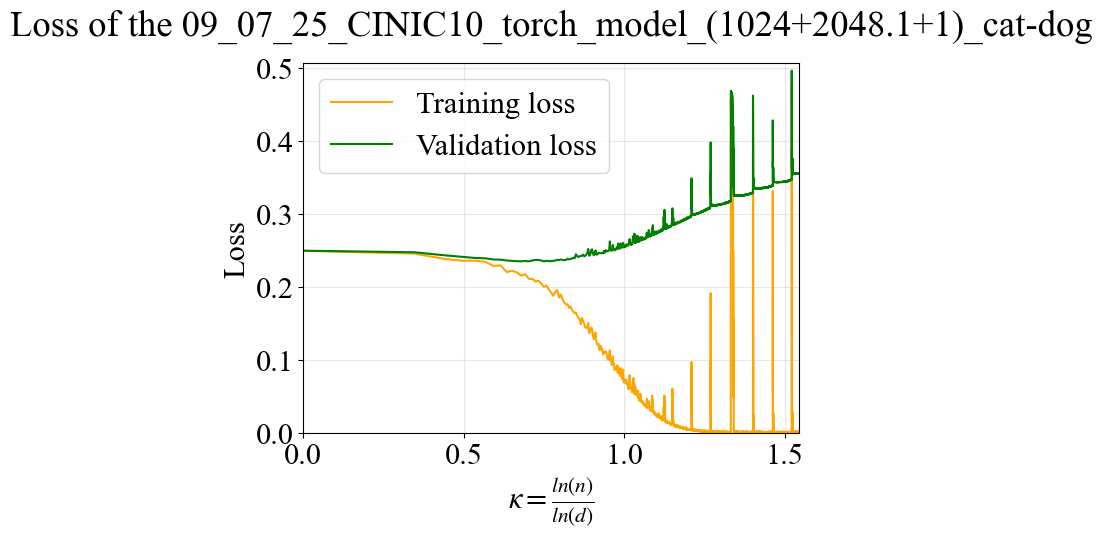 Loss of the 09_07_25_CINIC10_torch_model_(1024+2048.1+1)_cat-dog
0.5
0.4
0.3
0.2
0.1
0.0
Loss
Training loss
Validation loss
0.0 0.5 1.0 1.5
κ = ln(n)/ln(d)